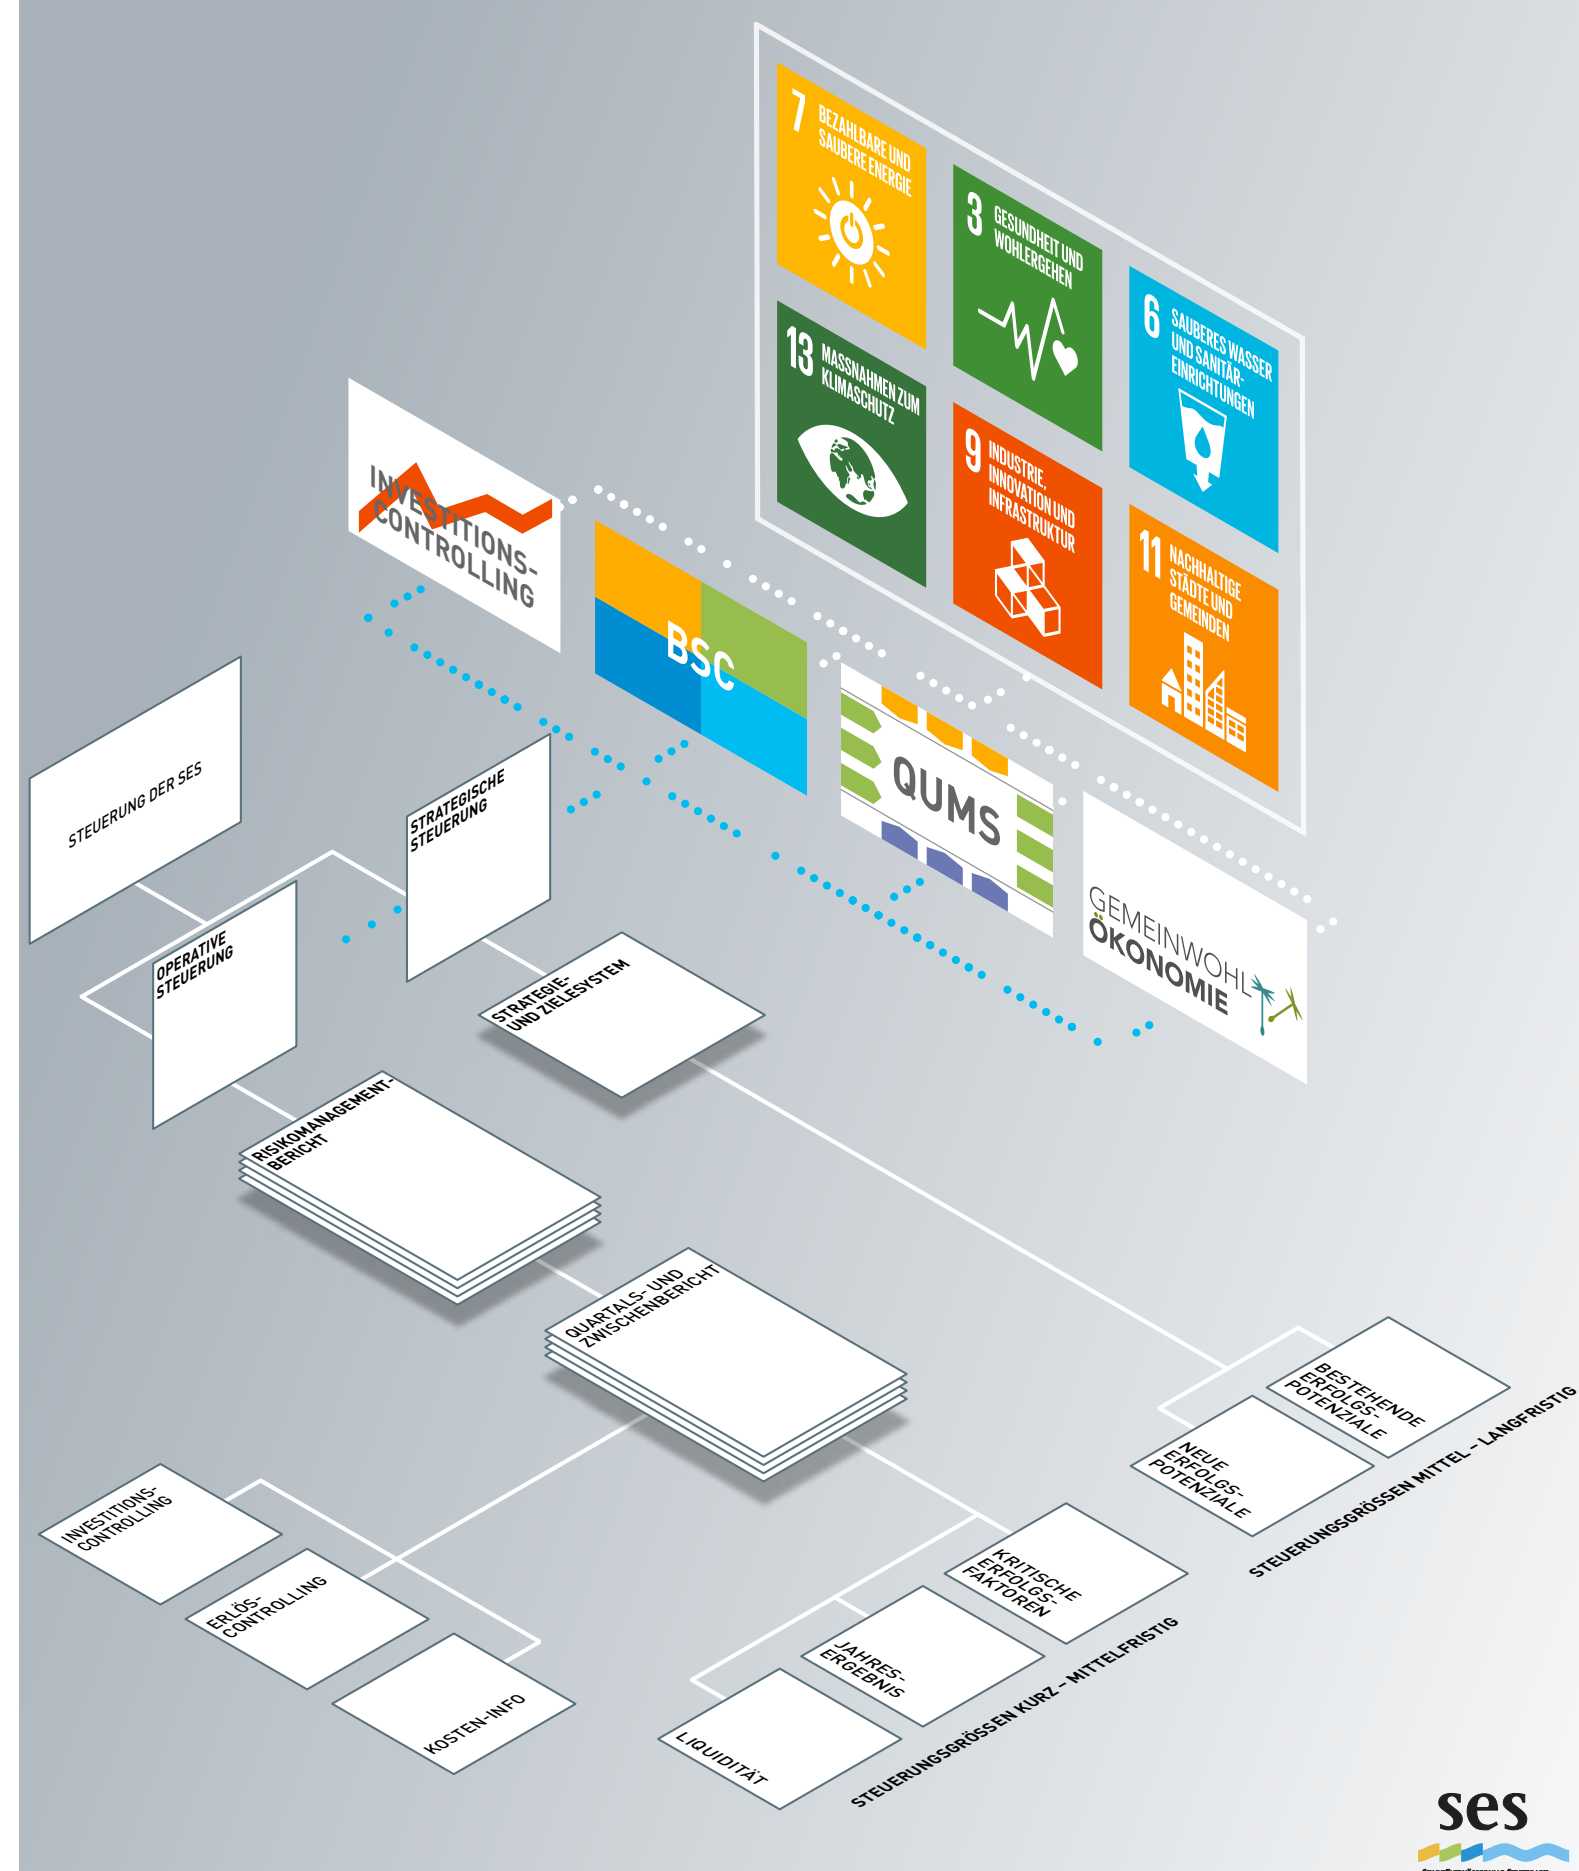 7
BEZAHLBARE UND
SAUBERE ENERGIE
3
GESUNDHEIT UND
WOHLERGEHEN
6
SAUBERES WASSER
UND SANITÄR-
EINRICHTUNGEN
13
MASSNAHMEN ZUM
KLIMASCHUTZ
9
INDUSTRIE,
INNOVATION UND
INFRASTRUKTUR
11
NACHHALTIGE
STÄDTE UND
GEMEINDEN
INVESTITIONS-
CONTROLLING
BSC
QUMS
GEMEINWOHL
ÖKONOMIE
STEUERUNG DER SES
STRATEGISCHE
STEUERUNG
OPERATIVE
STEUERUNG
STRATEGIE-
UND ZIELESYSTEM
RISIKOMANAGEMENT-
BERICHT
QUARTALS- UND
ZWISCHENBERICHT
BESTEHENDE
ERFOLGS-
POTENZIALE
NEUE
ERFOLGS-
POTENZIALE
STEUERUNGSGRÖSSEN MITTEL – LANGFRISTIG
INVESTITIONS-
CONTROLLING
ERLÖS-
CONTROLLING
KOSTEN-INFO
KRITISCHE
ERFOLGS-
FAKTOREN
JAHRES-
ERGEBNIS
LIQUIDITÄT
STEUERUNGSGRÖSSEN KURZ – MITTELFRISTIG
ses